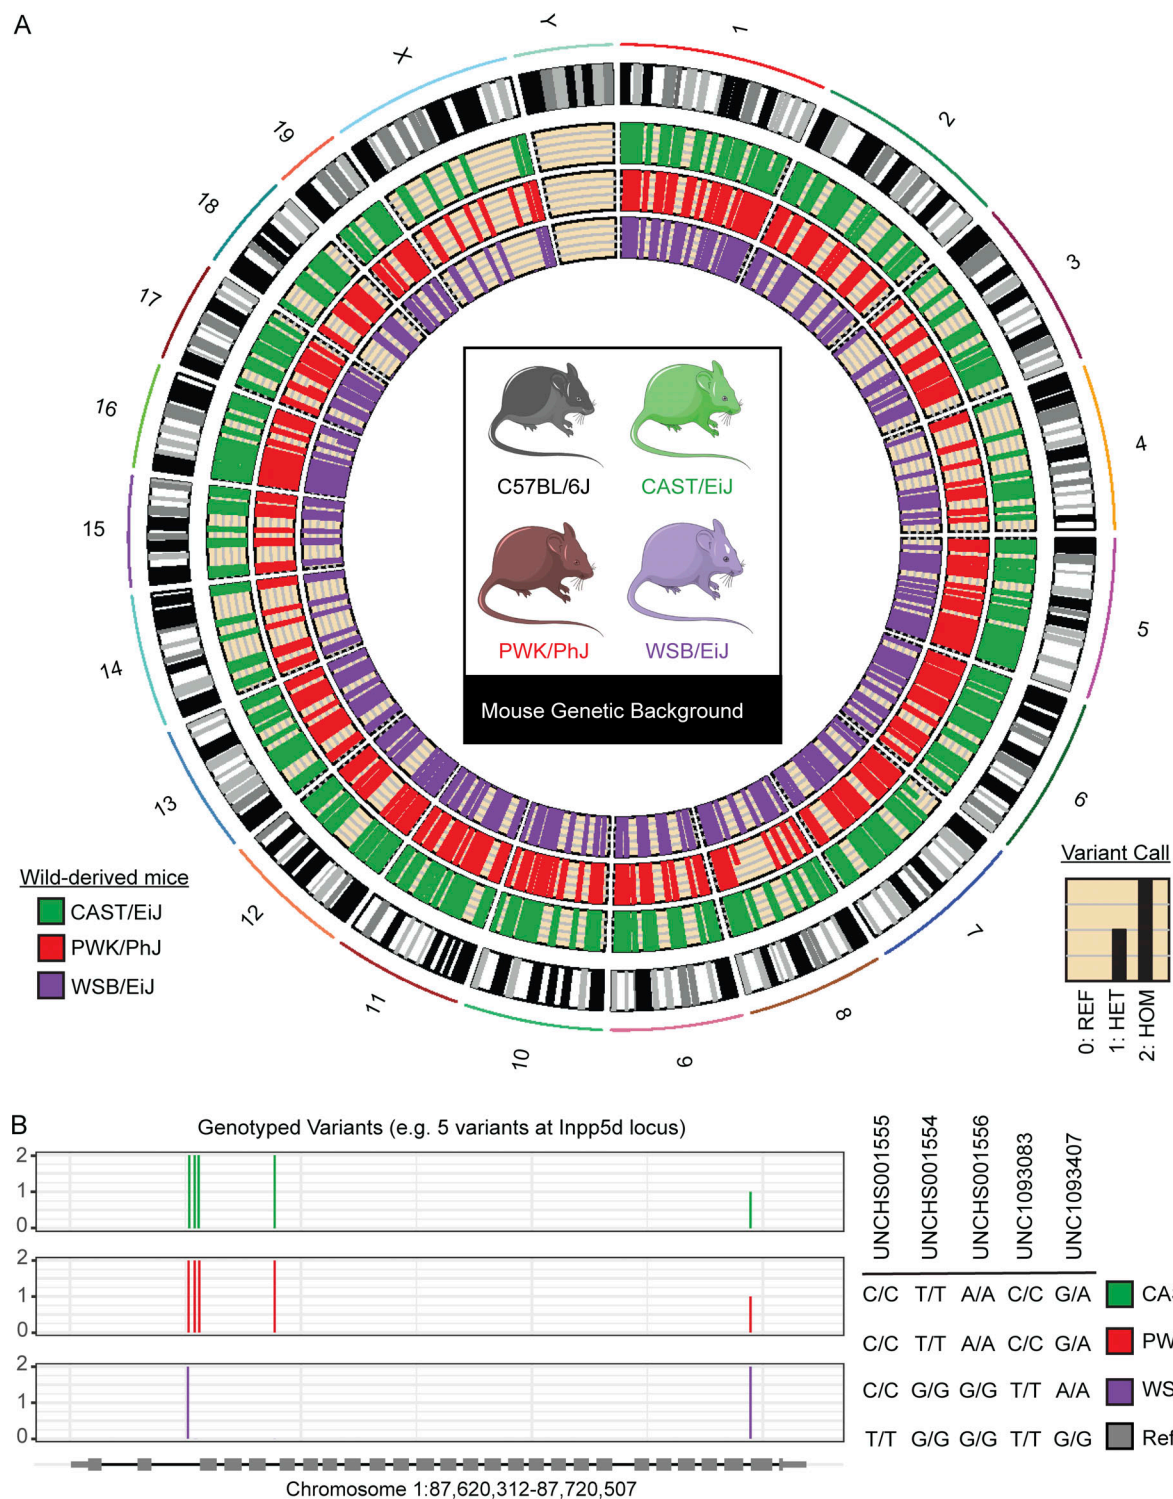 A
Y
1
2
3
4
5
6
7
8
9
10
11
12
13
14
15
16
17
18
19
X
C57BL/6J CAST/EiJ
PWK/PhJ WSB/EiJ
Mouse Genetic Background
Wild-derived mice
CAST/EiJ
PWK/PhJ
WSB/EiJ
Variant Call
0: REF
1: HET
2: HOM
B
Genotyped Variants (e.g. 5 variants at Inpp5d locus)
2
1
0
2
1
0
2
1
0
Chromosome 1:87,620,312-87,720,507
UNCHS001555
UNCHS001554
UNCHS001556
UNC1093083
UNC1093407
C/C T/T A/A C/C G/A CA
C/C T/T A/A C/C G/A PW
C/C G/G G/G T/T A/A WS
T/T G/G G/G T/T G/G Ref